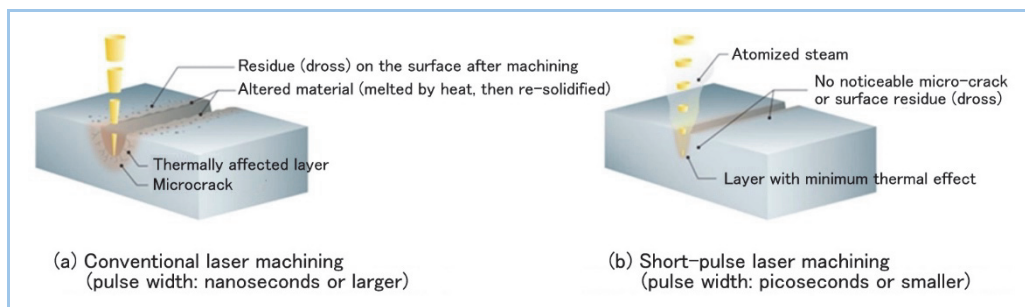 Residue (dross) on the surface after machining
Altered material (melted by heat, then re-solidified)
Thermally affected layer
Microcrack
(a) Conventional laser machining
(pulse width: nanoseconds or larger)
Atomized steam
No noticeable micro-crack
or surface residue (dross)
Layer with minimum thermal effect
(b) Short-pulse laser machining
(pulse width: picoseconds or smaller)